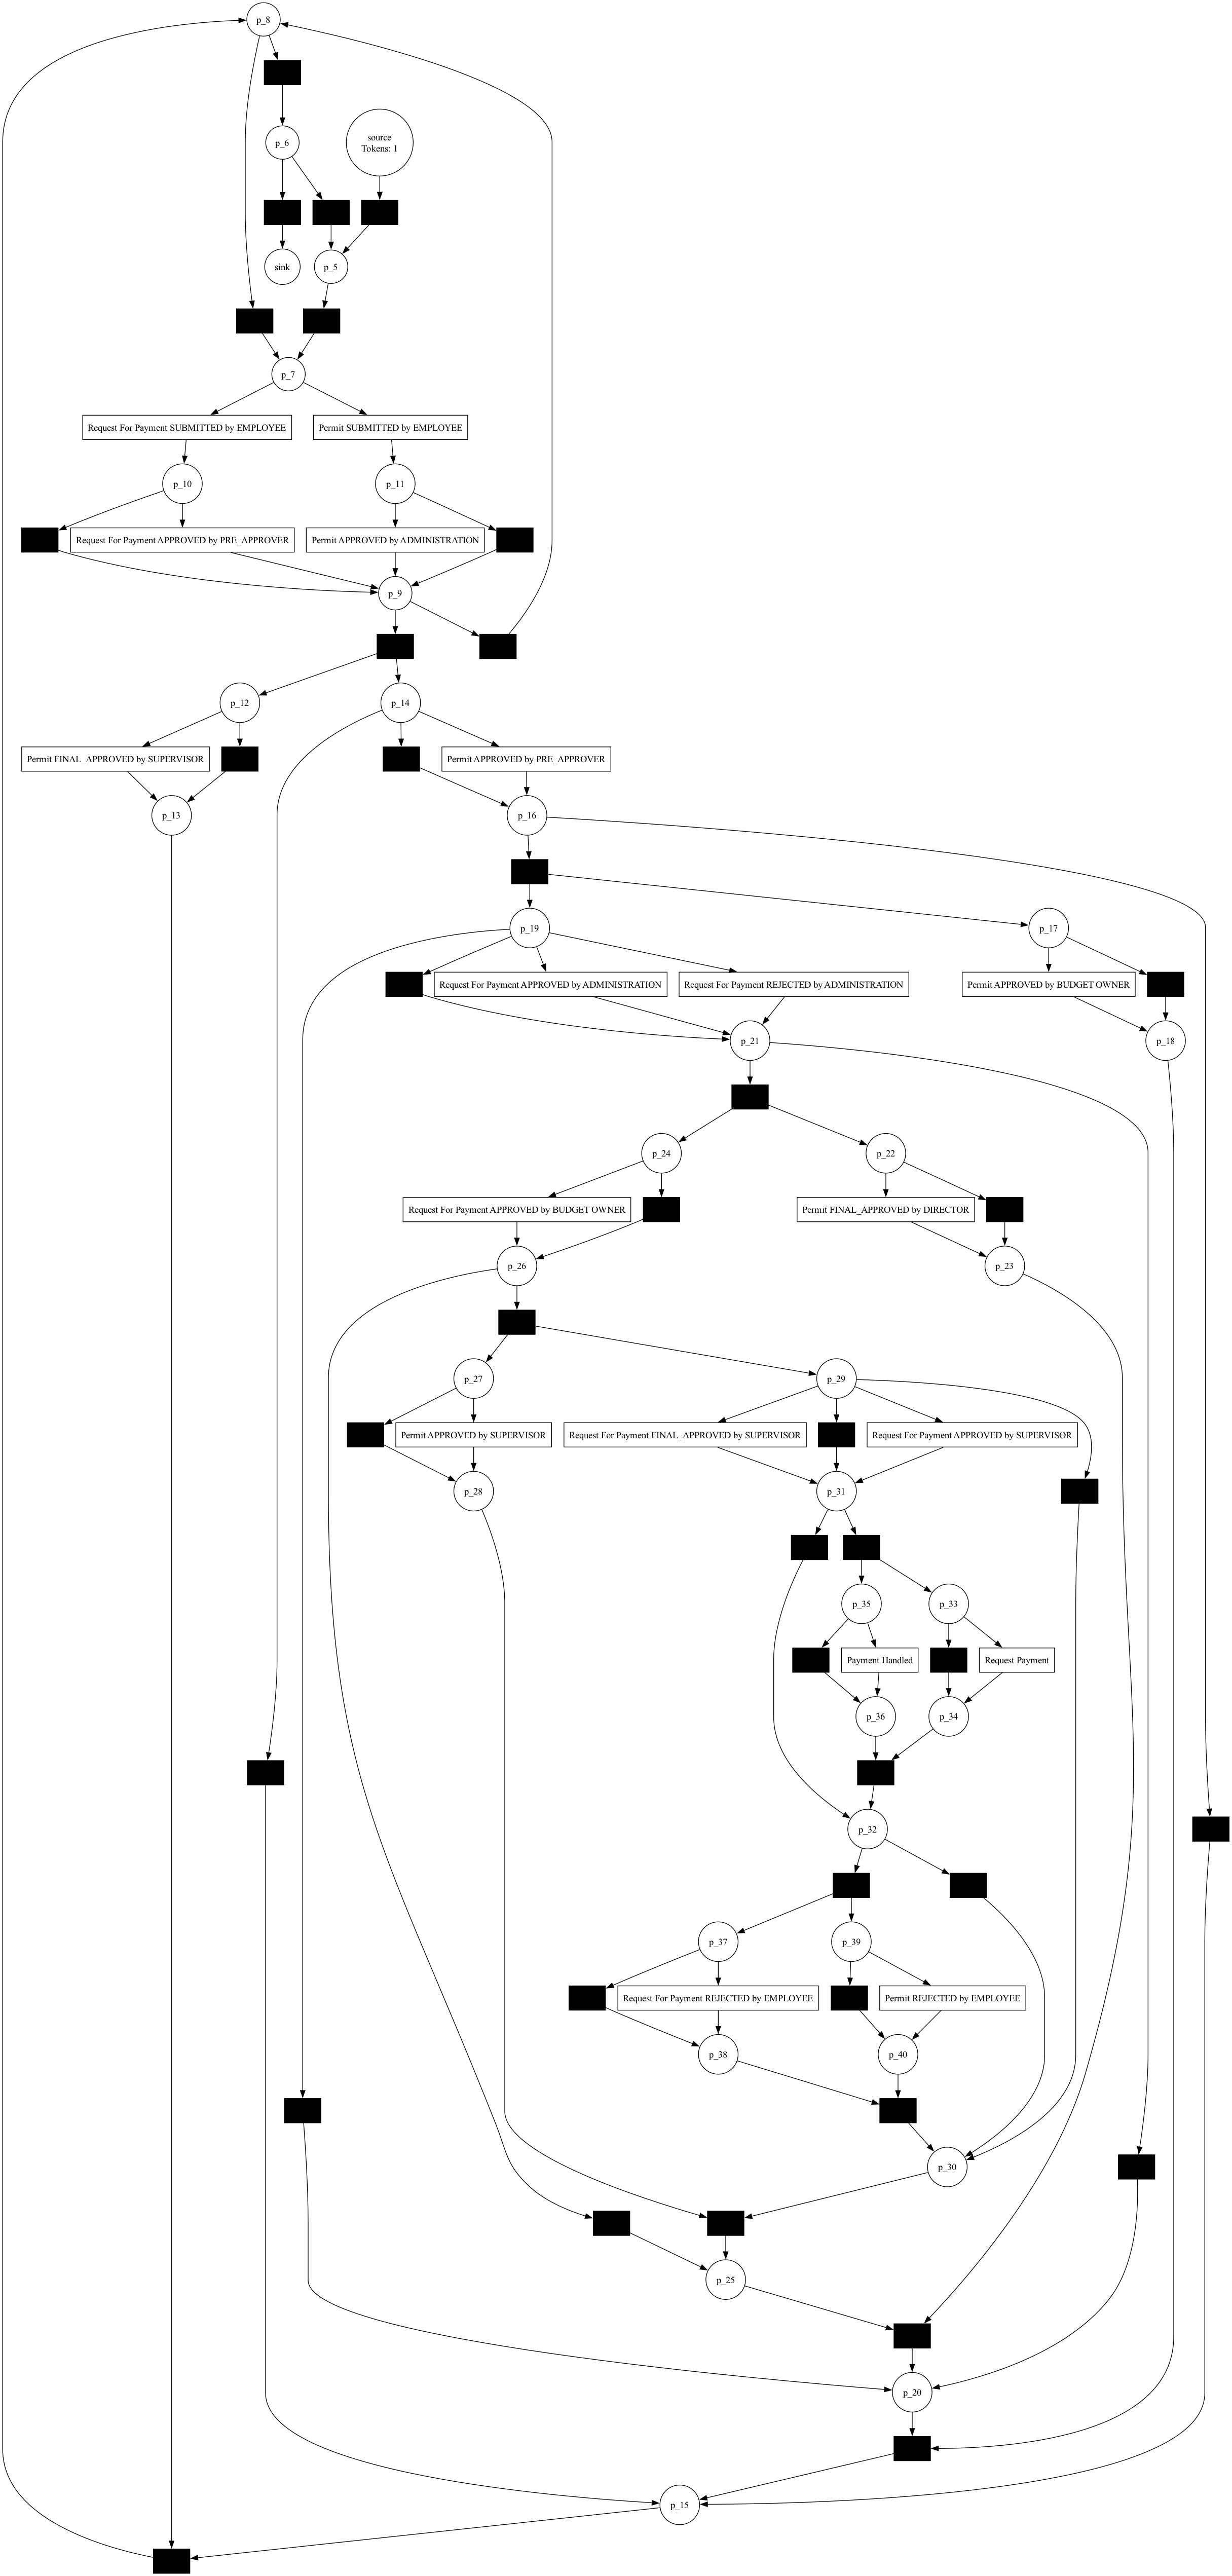 p_8
p_6
source
Tokens: 1
sink
p_5
p_7
Request For Payment SUBMITTED by EMPLOYEE
Permit SUBMITTED by EMPLOYEE
p_10
p_11
Request For Payment APPROVED by PRE_APPROVER
Permit APPROVED by ADMINISTRATION
p_9
p_12
p_14
Permit FINAL_APPROVED by SUPERVISOR
Permit APPROVED by PRE_APPROVER
p_13
p_16
p_19
p_17
Request For Payment APPROVED by ADMINISTRATION
Request For Payment REJECTED by ADMINISTRATION
Permit APPROVED by BUDGET OWNER
p_21
p_18
p_24
p_22
Request For Payment APPROVED by BUDGET OWNER
Permit FINAL_APPROVED by DIRECTOR
p_26
p_23
p_27
p_29
Permit APPROVED by SUPERVISOR
Request For Payment FINAL_APPROVED by SUPERVISOR
Request For Payment APPROVED by SUPERVISOR
p_28
p_31
p_35
p_33
Payment Handled
Request Payment
p_36
p_34
p_32
p_37
p_39
Request For Payment REJECTED by EMPLOYEE
Permit REJECTED by EMPLOYEE
p_38
p_40
p_30
p_25
p_20
p_15